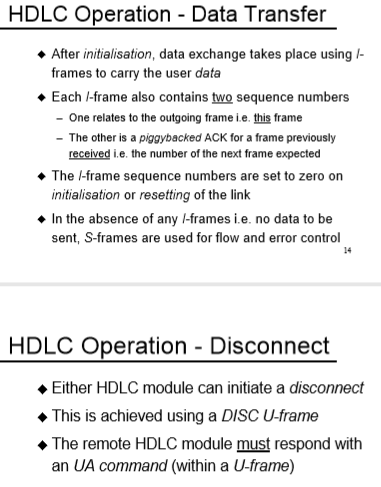 HDLC Operation - Data Transfer
◆ After initialisation, data exchange takes place using I-
frames to carry the user data
◆ Each I-frame also contains two sequence numbers
– One relates to the outgoing frame i.e. this frame
– The other is a piggybacked ACK for a frame previously
received i.e. the number of the next frame expected
◆ The I-frame sequence numbers are set to zero on
initialisation or resetting of the link
◆ In the absence of any I-frames i.e. no data to be
sent, S-frames are used for flow and error control
14
HDLC Operation - Disconnect
◆ Either HDLC module can initiate a disconnect
◆ This is achieved using a DISC U-frame
◆ The remote HDLC module must respond with
an UA command (within a U-frame)